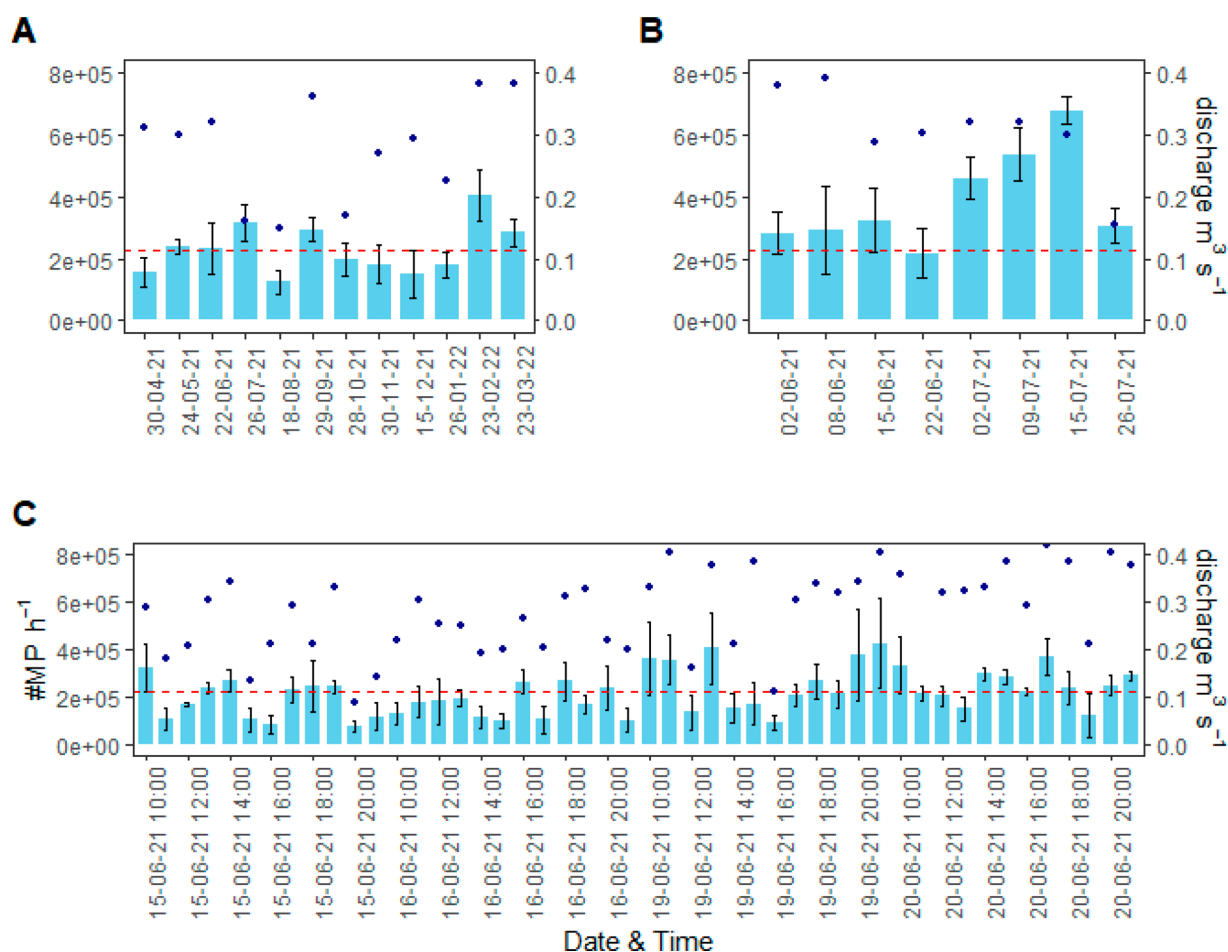 A
8e+05
6e+05
4e+05
2e+05
0e+00
0.4
0.3
0.2
0.1
0.0
30-04-21
24-05-21
22-06-21
26-07-21
18-08-21
29-09-21
28-10-21
30-11-21
15-12-21
26-01-22
23-02-22
23-03-22
B
8e+05
6e+05
4e+05
2e+05
0e+00
0.4
0.3
0.2
0.1
0.0
discharge m³ s⁻¹
02-06-21
08-06-21
15-06-21
22-06-21
02-07-21
09-07-21
15-07-21
26-07-21
C
#MP h⁻¹
8e+05
6e+05
4e+05
2e+05
0e+00
0.4
0.3
0.2
0.1
0.0
discharge m³ s⁻¹
15-06-21 10:00
15-06-21 12:00
15-06-21 14:00
15-06-21 16:00
15-06-21 18:00
15-06-21 20:00
16-06-21 10:00
16-06-21 12:00
16-06-21 14:00
16-06-21 16:00
16-06-21 18:00
16-06-21 20:00
19-06-21 10:00
19-06-21 12:00
19-06-21 14:00
19-06-21 16:00
19-06-21 18:00
19-06-21 20:00
20-06-21 10:00
20-06-21 12:00
20-06-21 14:00
20-06-21 16:00
20-06-21 18:00
20-06-21 20:00
Date & Time